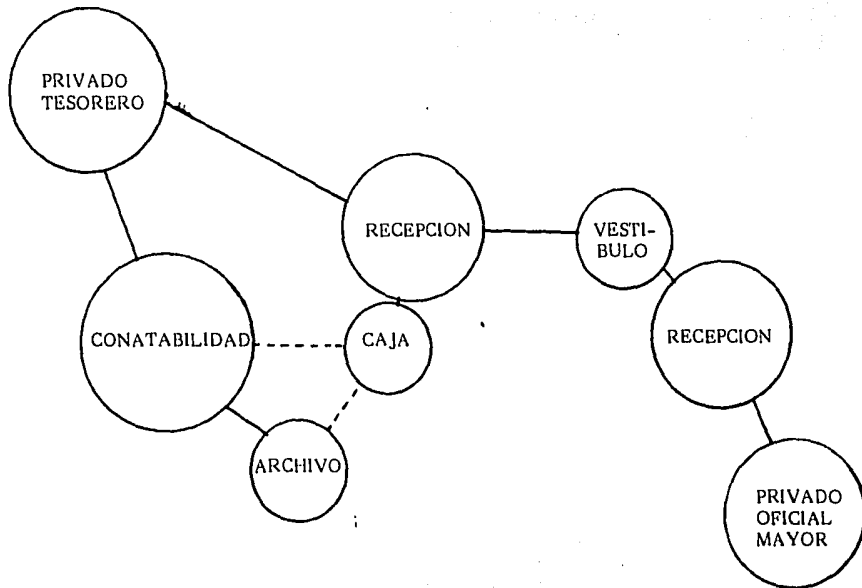 PRIVADO
TESORERO
RECEPCION
VESTI-
BULO
CONATABILIDAD
CAJA
RECEPCION
ARCHIVO
PRIVADO
OFICIAL
MAYOR